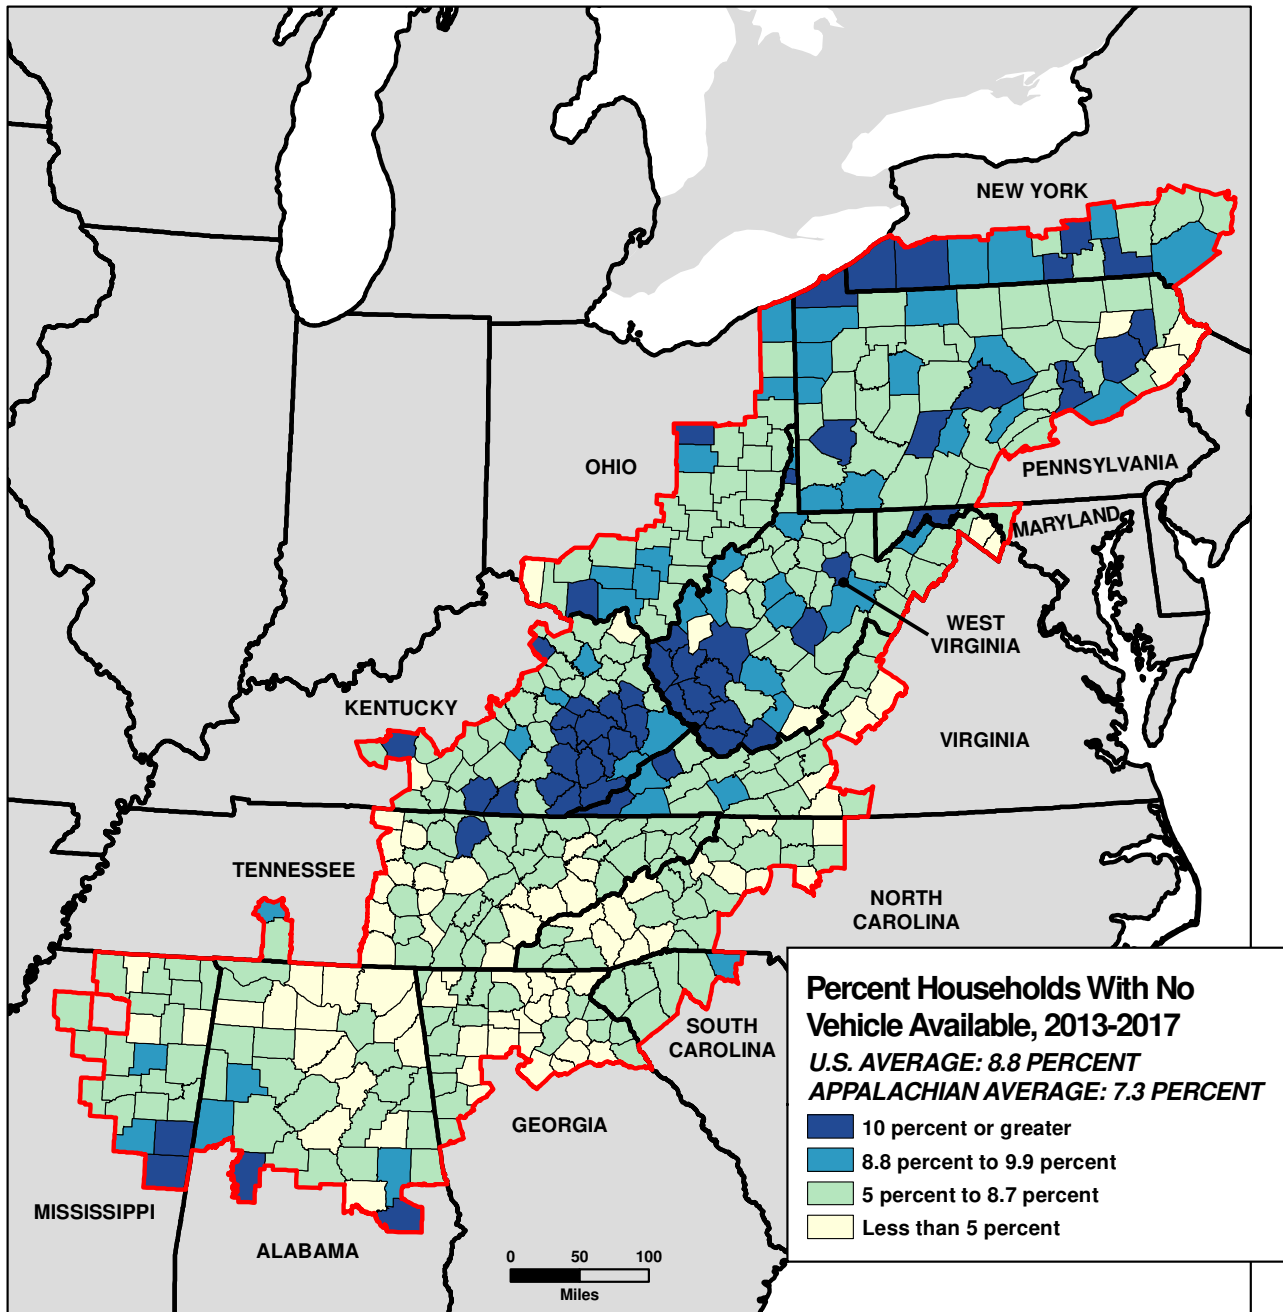 NEW YORK
OHIO
PENNSYLVANIA
MARYLAND
WEST
VIRGINIA
KENTUCKY
VIRGINIA
TENNESSEE
NORTH
CAROLINA
SOUTH
CAROLINA
GEORGIA
MISSISSIPPI
ALABAMA
Percent Households With No
Vehicle Available, 2013-2017
U.S. AVERAGE: 8.8 PERCENT
APPALACHIAN AVERAGE: 7.3 PERCENT
10 percent or greater
8.8 percent to 9.9 percent
5 percent to 8.7 percent
Less than 5 percent
0 50 100
Miles